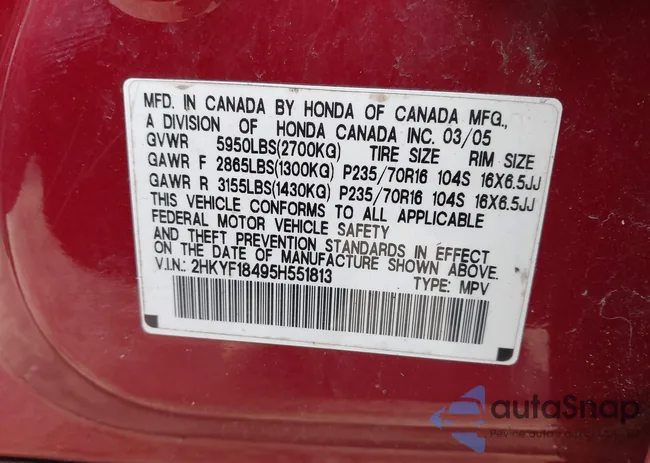 MFD. IN CANADA BY HONDA OF CANADA MFG.,
A DIVISION OF HONDA CANADA INC. 03/05
GVWR 5950LBS(2700KG) TIRE SIZE RIM SIZE
GAWR F 2865LBS(1300KG) P235/70R16 104S 16X6.5JJ
GAWR R 3155LBS(1430KG) P235/70R16 104S 16X6.5JJ
THIS VEHICLE CONFORMS TO ALL APPLICABLE
FEDERAL MOTOR VEHICLE SAFETY
AND THEFT PREVENTION STANDARDS IN EFFECT
ON THE DATE OF MANUFACTURE SHOWN ABOVE.
V.I.N.: 2HKYF18495H551813 TYPE: MPV
autoSnap